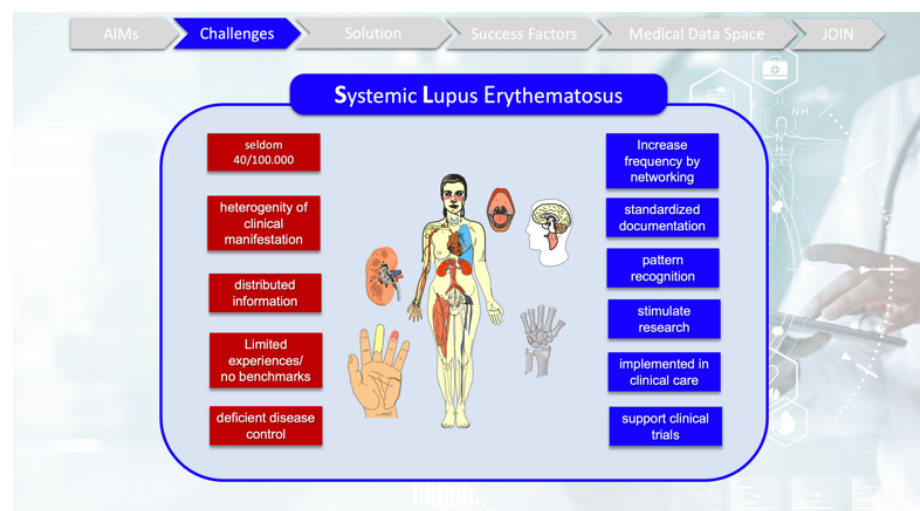 AIMs
Challenges
Solution
Success Factors
Medical Data Space
JOIN
Systemic Lupus Erythematosus
seldom
40/100.000
heterogenity of
clinical
manifestation
distributed
information
Limited
experiences/
no benchmarks
deficient disease
control
Increase
frequency by
networking
standardized
documentation
pattern
recognition
stimulate
research
implemented in
clinical care
support clinical
trials
NH